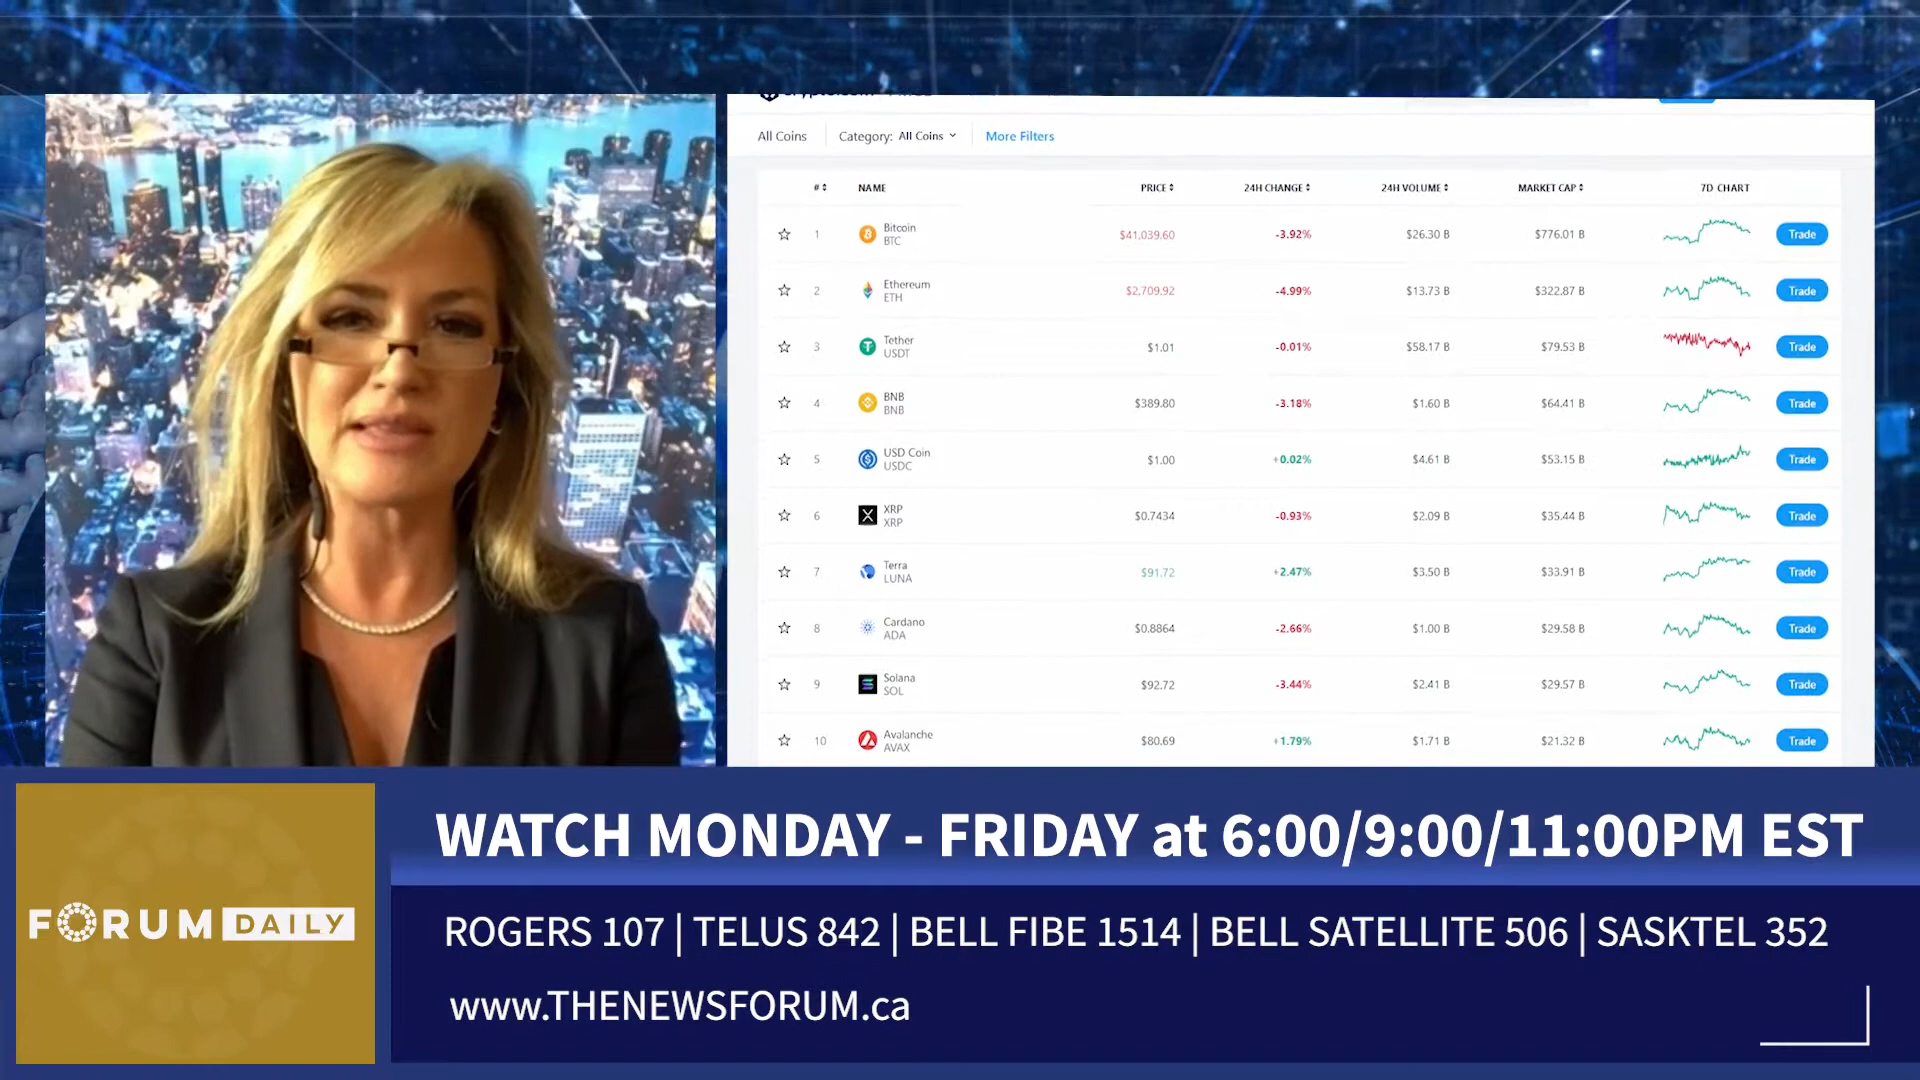 All Coins Category: All Coins More Filters
# NAME PRICE 24H CHANGE 24H VOLUME MARKET CAP 7D CHART
1 Bitcoin BTC $41,039.60 -3.92% $26.30 B $776.01 B Trade
2 Ethereum ETH $2,709.92 -4.99% $13.73 B $322.87 B Trade
3 Tether USDT $1.01 -0.01% $58.17 B $79.53 B Trade
4 BNB BNB $389.80 -3.18% $1.60 B $64.41 B Trade
5 USD Coin USDC $1.00 +0.02% $4.61 B $53.15 B Trade
6 XRP XRP $0.7434 -0.93% $2.09 B $35.44 B Trade
7 Terra LUNA $91.72 +2.47% $3.50 B $33.91 B Trade
8 Cardano ADA $0.8864 -2.66% $1.00 B $29.58 B Trade
9 Solana SOL $92.72 -3.44% $2.41 B $29.57 B Trade
10 Avalanche AVAX $80.69 +1.79% $1.71 B $21.32 B Trade
FORUM DAILY
WATCH MONDAY - FRIDAY at 6:00/9:00/11:00PM EST
ROGERS 107 | TELUS 842 | BELL FIBE 1514 | BELL SATELLITE 506 | SASKTEL 352
www.THENEWSFORUM.ca